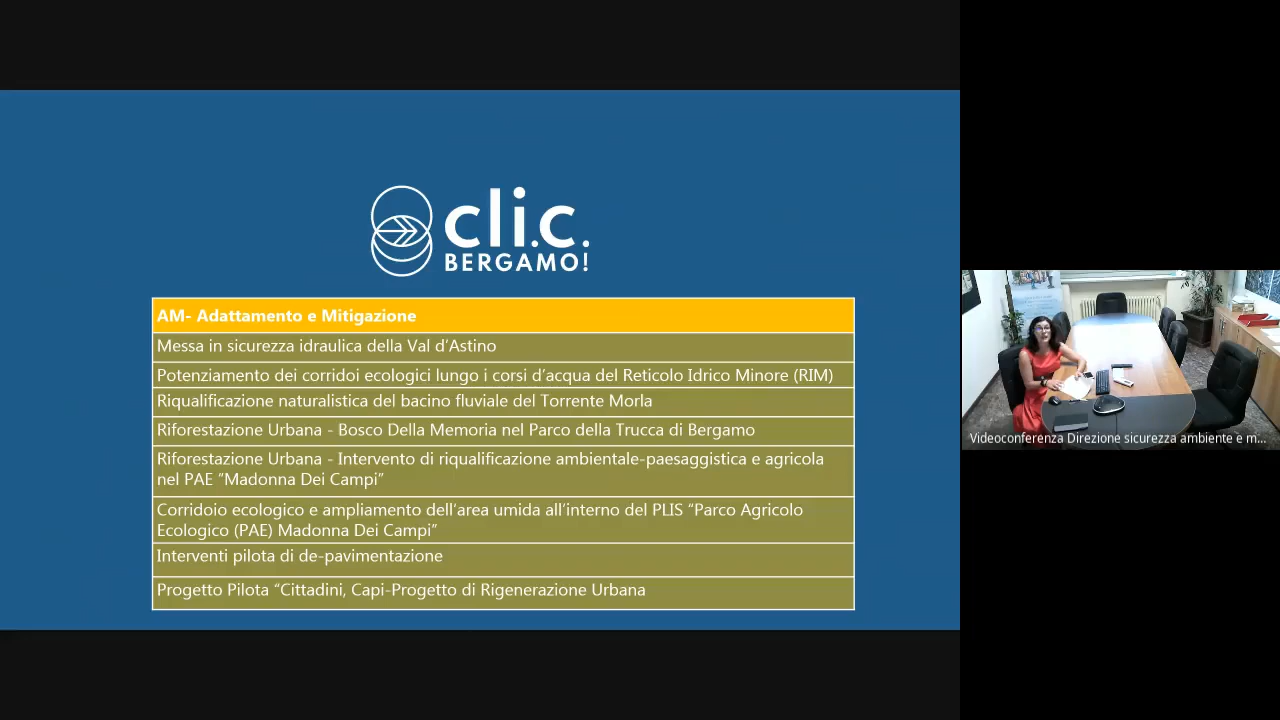 cli.c.
BERGAMO!
AM- Adattamento e Mitigazione
Messa in sicurezza idraulica della Val d'Astino
Potenziamento dei corridoi ecologici lungo i corsi d'acqua del Reticolo Idrico Minore (RIM)
Riqualificazione naturalistica del bacino fluviale del Torrente Morla
Riforestazione Urbana - Bosco Della Memoria nel Parco della Trucca di Bergamo
Riforestazione Urbana - Intervento di riqualificazione ambientale-paesaggistica e agricola
nel PAE "Madonna Dei Campi"
Corridoio ecologico e ampliamento dell'area umida all'interno del PLIS "Parco Agricolo
Ecologico (PAE) Madonna Dei Campi"
Interventi pilota di de-pavimentazione
Progetto Pilota "Cittadini, Capi-Progetto di Rigenerazione Urbana
Videoconferenza Direzione sicurezza ambiente e m...